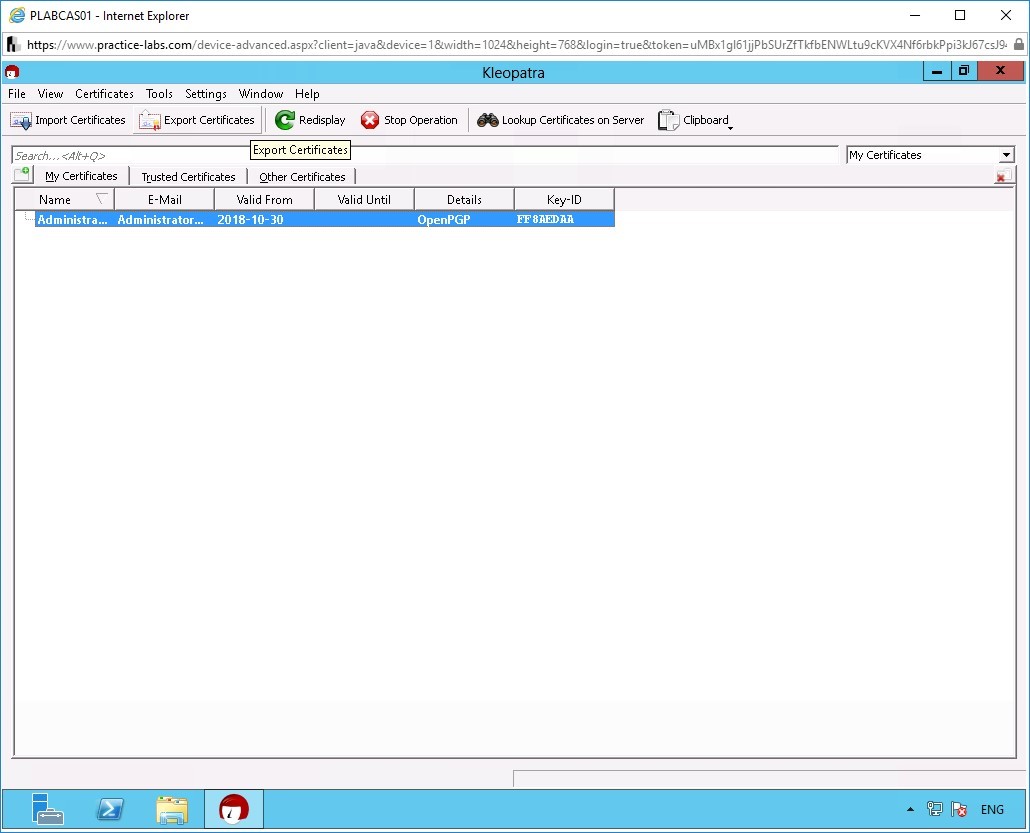 PLABCAS01 - Internet Explorer
https://www.practice-labs.com/device-advanced.aspx?client=java&device=1&width=1024&height=768&login=true&token=uMBx1gI61jjPbSUrZfTkfbENWLtu9cKVX4Nf6rbkPpi3kJ67csJ94
Kleopatra
File View Certificates Tools Settings Window Help
Import Certificates Export Certificates Redisplay Stop Operation Lookup Certificates on Server Clipboard
Search...<Alt+Q> Export Certificates My Certificates
My Certificates Trusted Certificates Other Certificates
Name E-Mail Valid From Valid Until Details Key-ID
Administra... Administrator... 2018-10-30 OpenPGP FF8AEDAA
ENG